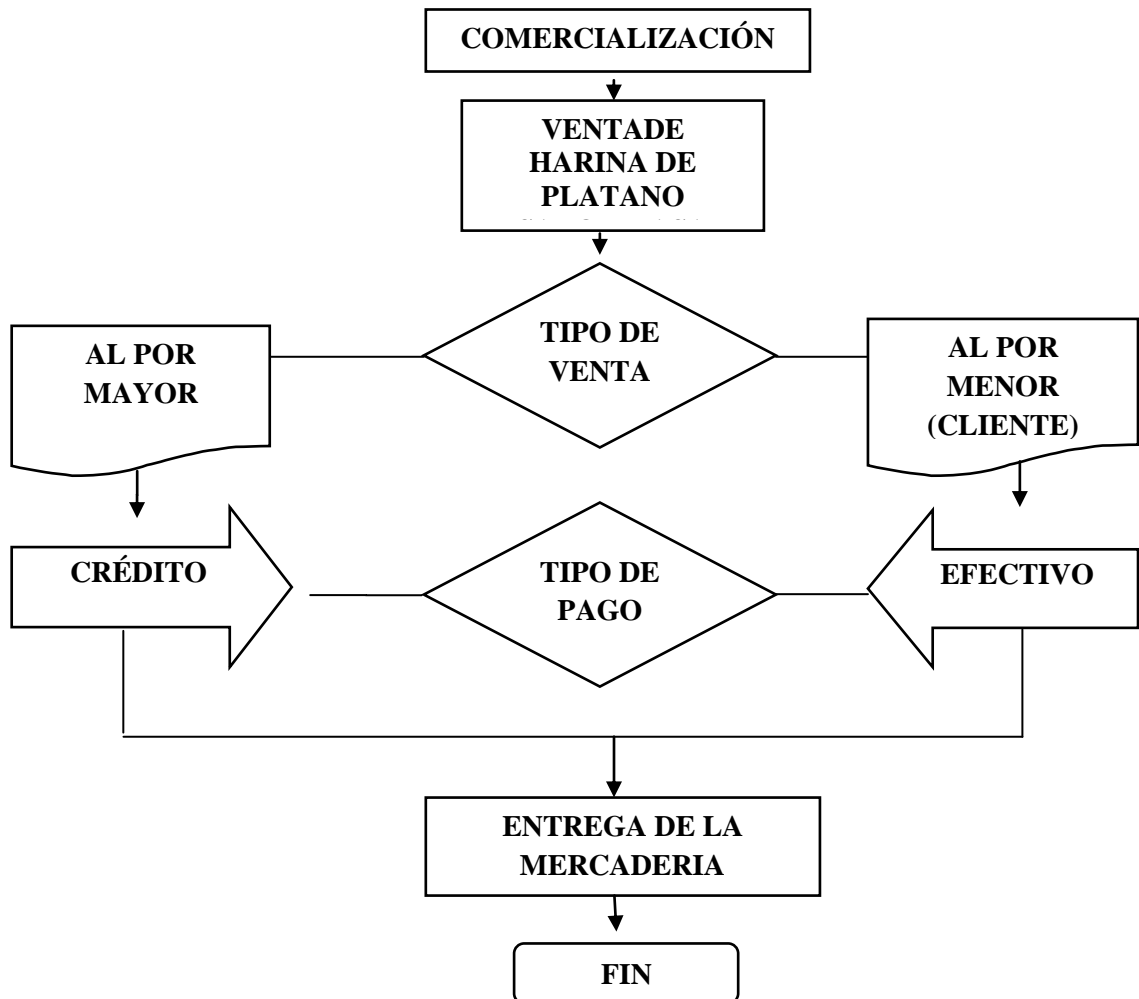 COMERCIALIZACIÓN
VENTADE
HARINA DE
PLATANO
TIPO DE
VENTA
AL POR
MAYOR
AL POR
MENOR
(CLIENTE)
CRÉDITO
TIPO DE
PAGO
EFECTIVO
ENTREGA DE LA
MERCADERIA
FIN